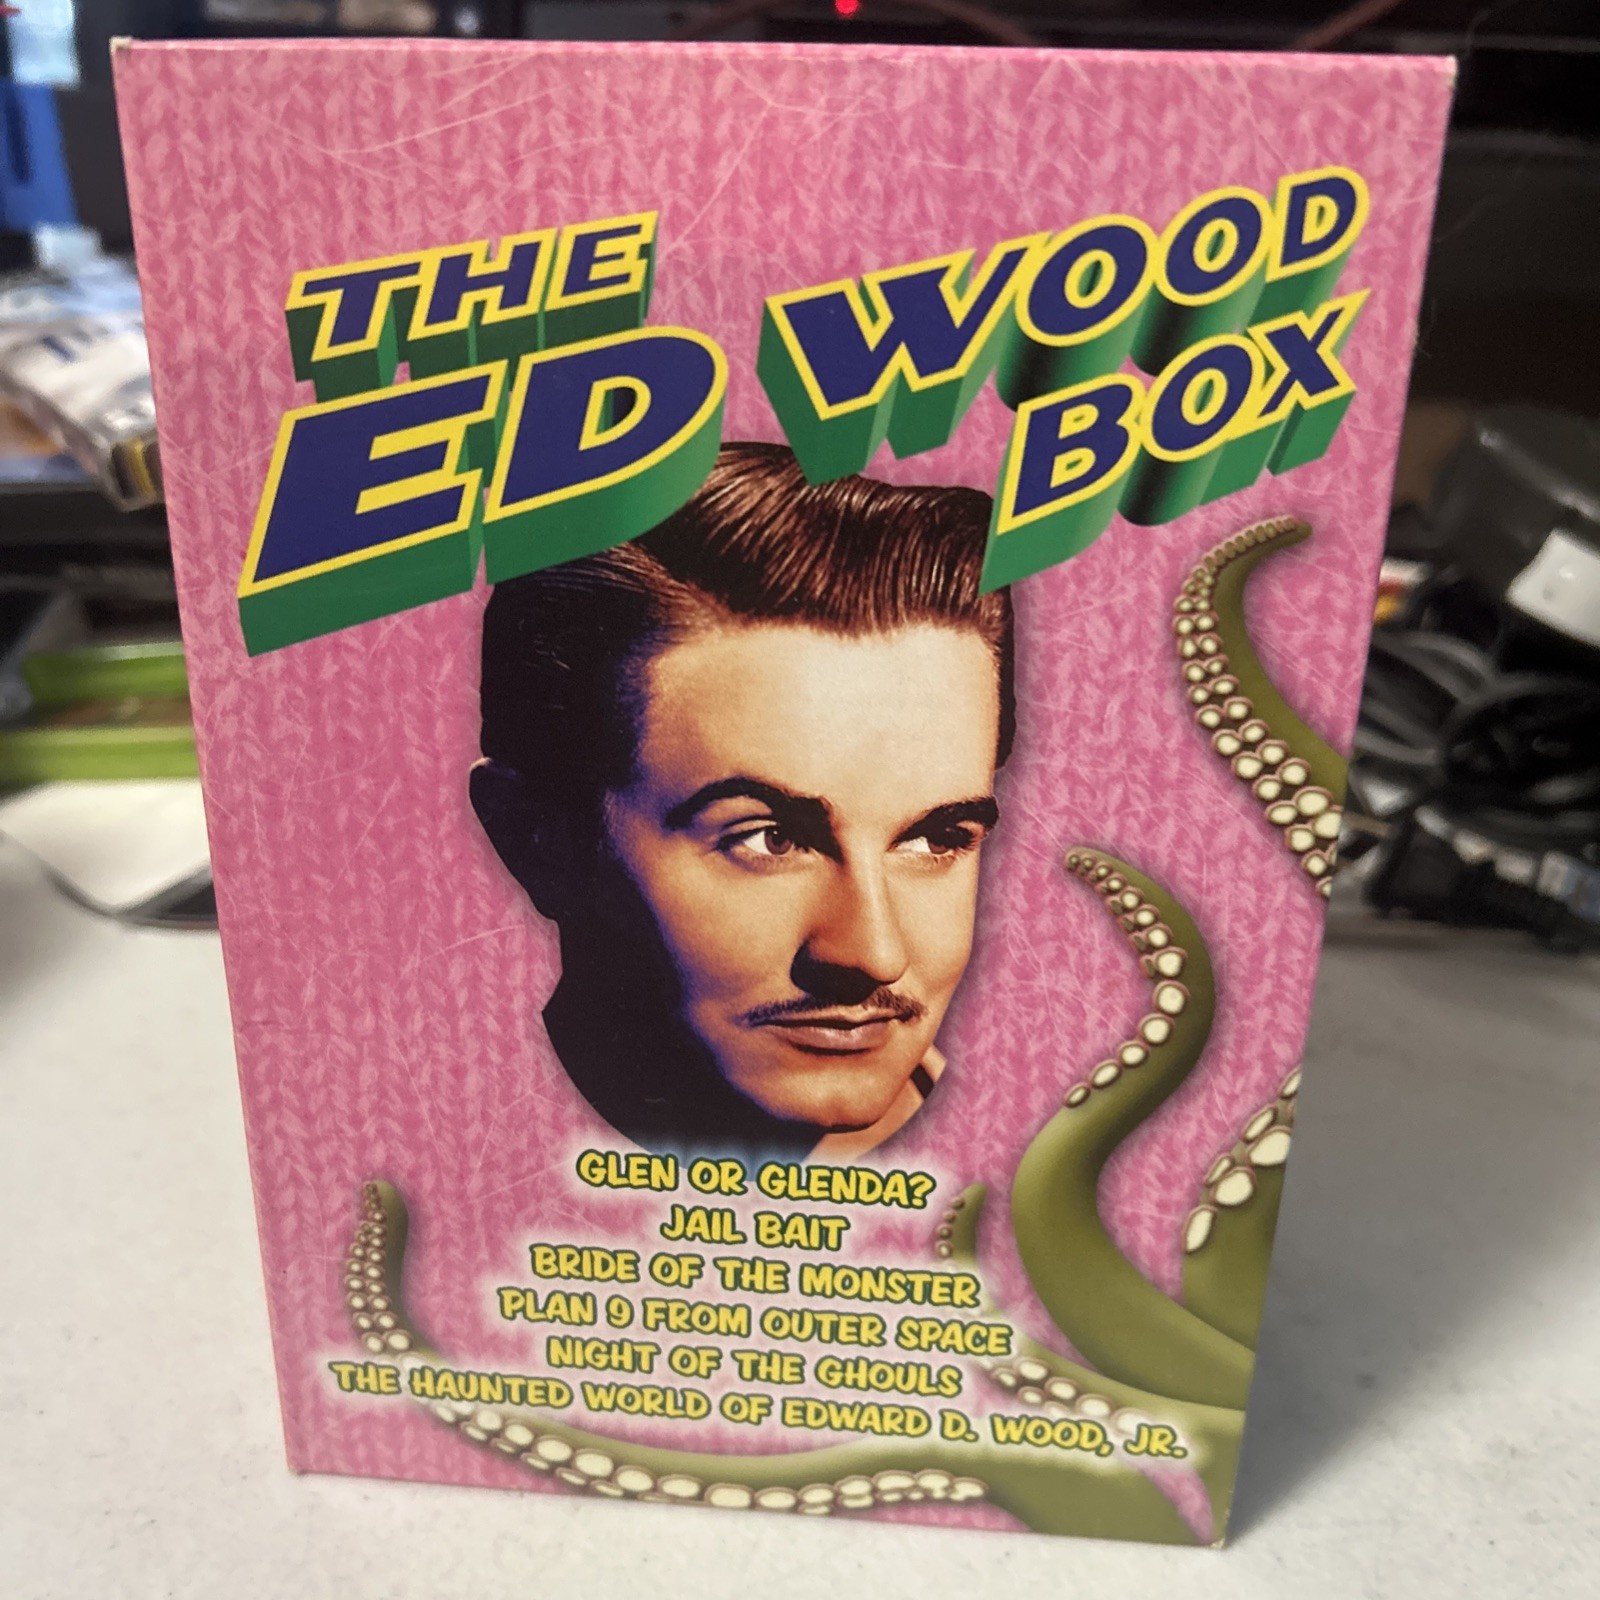 THE
ED WOOD
BOX
GLEN OR GLENDA?
JAIL BAIT
BRIDE OF THE MONSTER
PLAN 9 FROM OUTER SPACE
NIGHT OF THE GHOULS
THE HAUNTED WORLD OF EDWARD D. WOOD, JR.